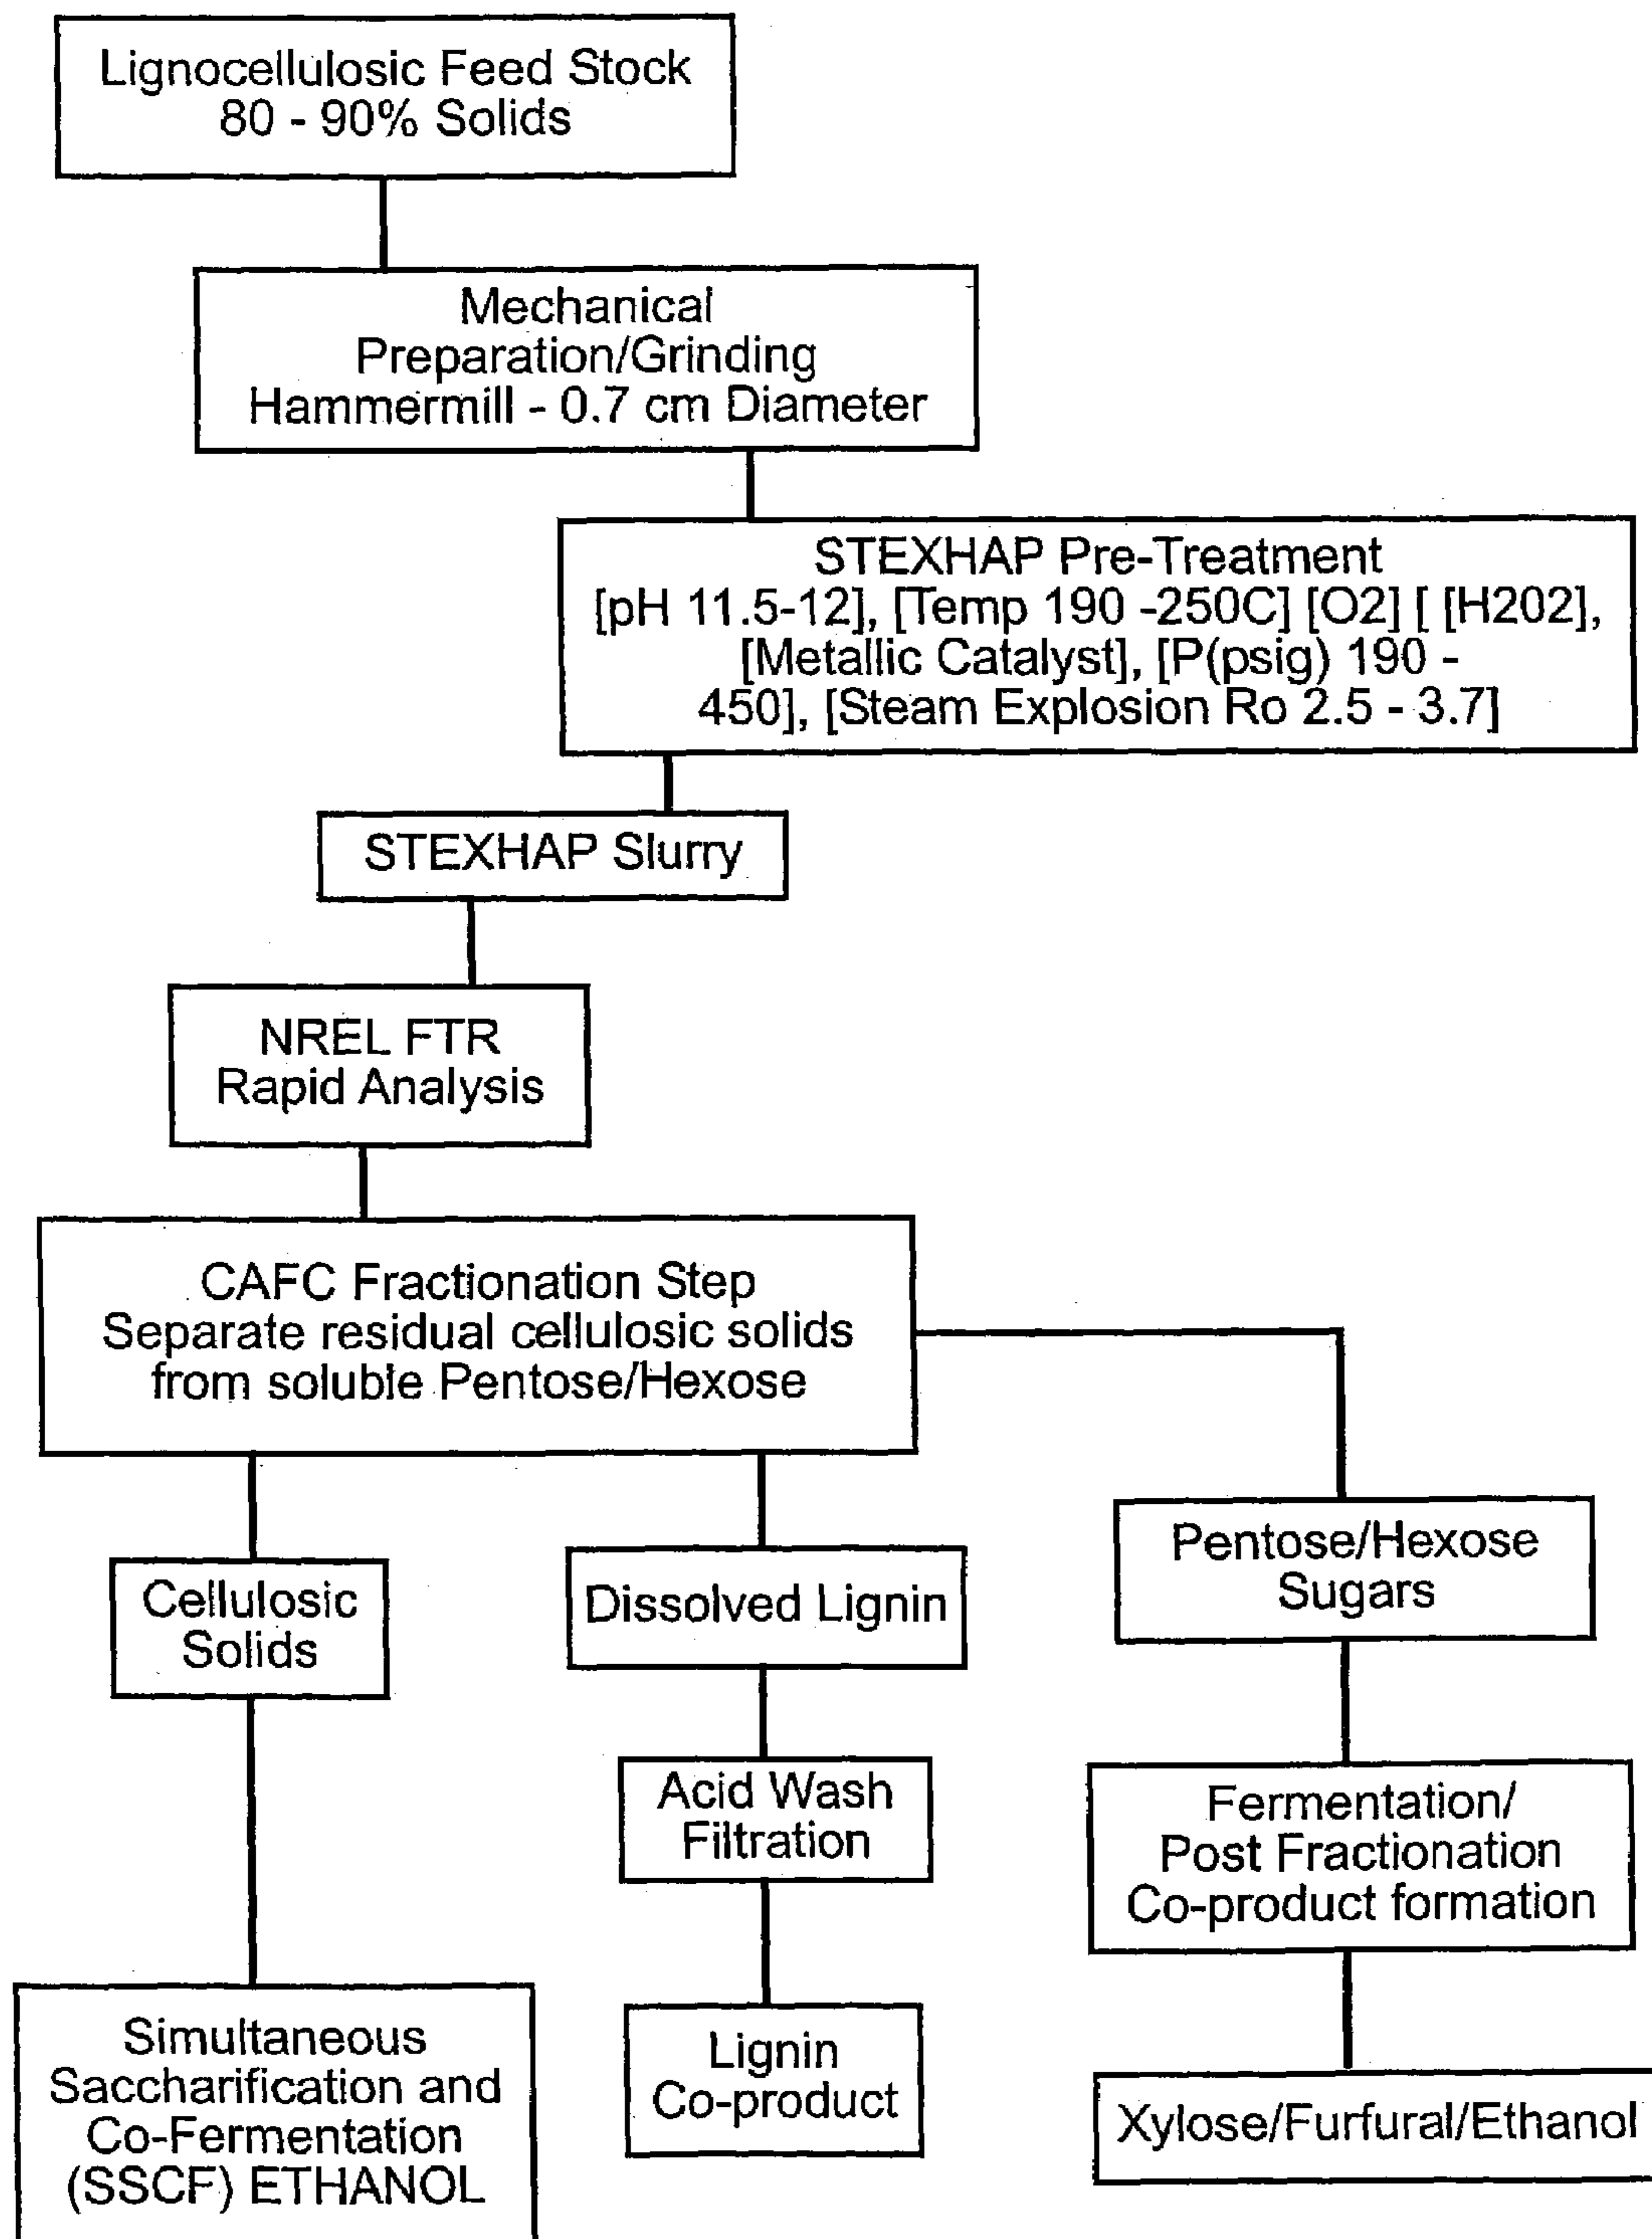 Lignocellulosic Feed Stock
80 - 90% Solids
Mechanical
Preparation/Grinding
Hammermill - 0.7 cm Diameter
STEXHAP Pre-Treatment
[pH 11.5-12], [Temp 190 -250C] [O2] [ [H202],
[Metallic Catalyst], [P(psig) 190 -
450], [Steam Explosion Ro 2.5 - 3.7]
STEXHAP Slurry
NREL FTR
Rapid Analysis
CAFC Fractionation Step
Separate residual cellulosic solids
from soluble Pentose/Hexose
Cellulosic
Solids
Dissolved Lignin
Pentose/Hexose
Sugars
Acid Wash
Filtration
Fermentation/
Post Fractionation
Co-product formation
Simultaneous
Saccharification and
Co-Fermentation
(SSCF) ETHANOL
Lignin
Co-product
Xylose/Furfural/Ethanol